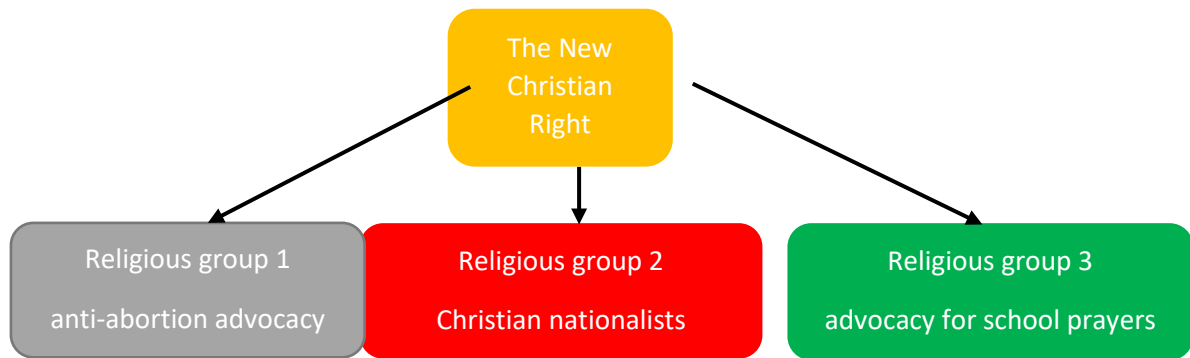 The New
Christian
Right
Religious group 1
anti-abortion advocacy
Religious group 2
Christian nationalists
Religious group 3
advocacy for school prayers